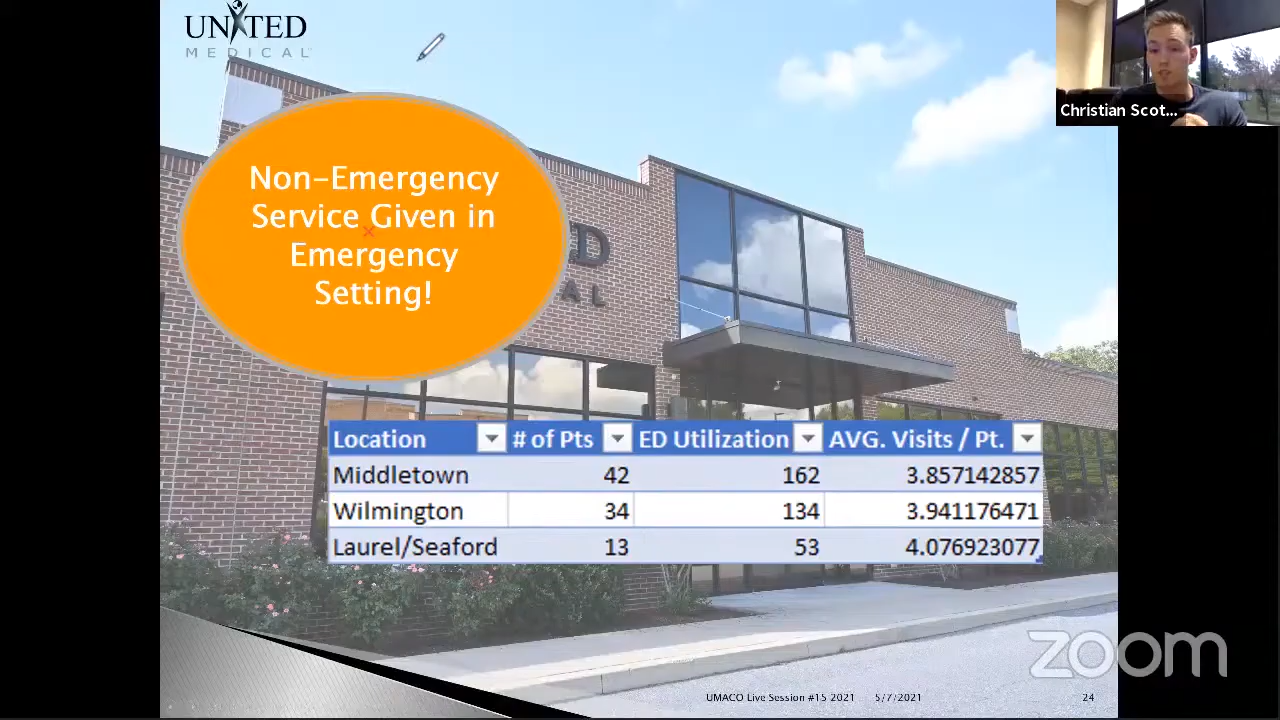 UNITED
MEDICAL
Christian Scot...
Non-Emergency
Service Given in
Emergency
Setting!
D
AL
Location # of Pts ED Utilization AVG. Visits / Pt.
Middletown 42 162 3.857142857
Wilmington 34 134 3.941176471
Laurel/Seaford 13 53 4.076923077
zoom
UMACO Live Session #15 2021 5/7/2021 24